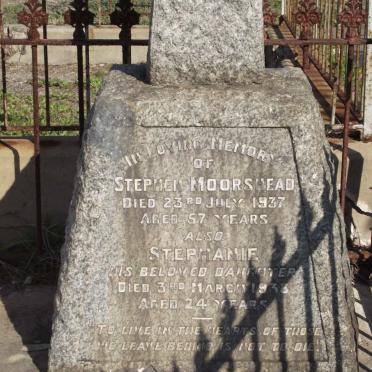 IN LOVING MEMORY
OF
STEPHEN MOORSHEAD
DIED 23RD JULY 1937
AGED 57 YEARS
ALSO
STEPHANIE
HIS BELOVED DAUGHTER
DIED 3RD MARCH 1933
AGED 24 YEARS
TO LIVE IN THE HEARTS OF THOSE
WE LEAVE BEHIND IS NOT TO DIE.